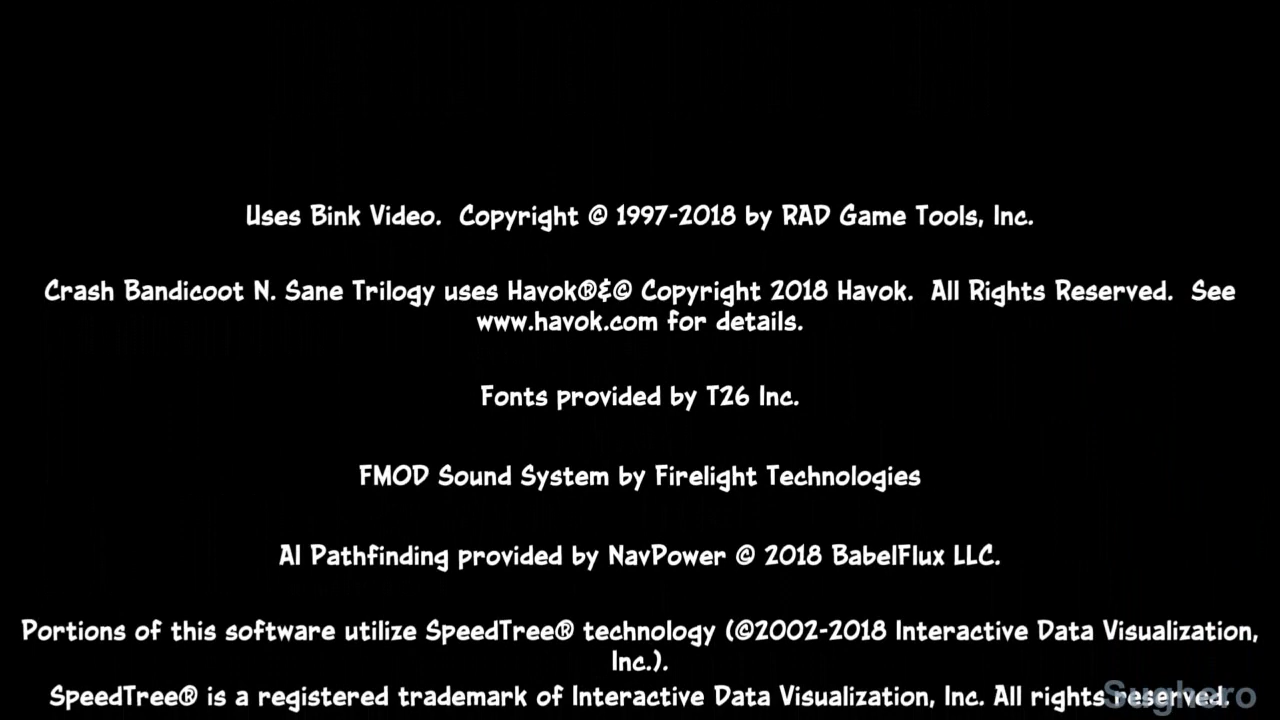 Uses Bink Video.  Copyright © 1997-2018 by RAD Game Tools, Inc.
Crash Bandicoot N. Sane Trilogy uses Havok®&© Copyright 2018 Havok.  All Rights Reserved.  See
www.havok.com for details.
Fonts provided by T26 Inc.
FMOD Sound System by Firelight Technologies
AI Pathfinding provided by NavPower © 2018 BabelFlux LLC.
Portions of this software utilize SpeedTree® technology (©2002-2018 Interactive Data Visualization,
Inc.).
SpeedTree® is a registered trademark of Interactive Data Visualization, Inc. All rights reserved.
Sughero